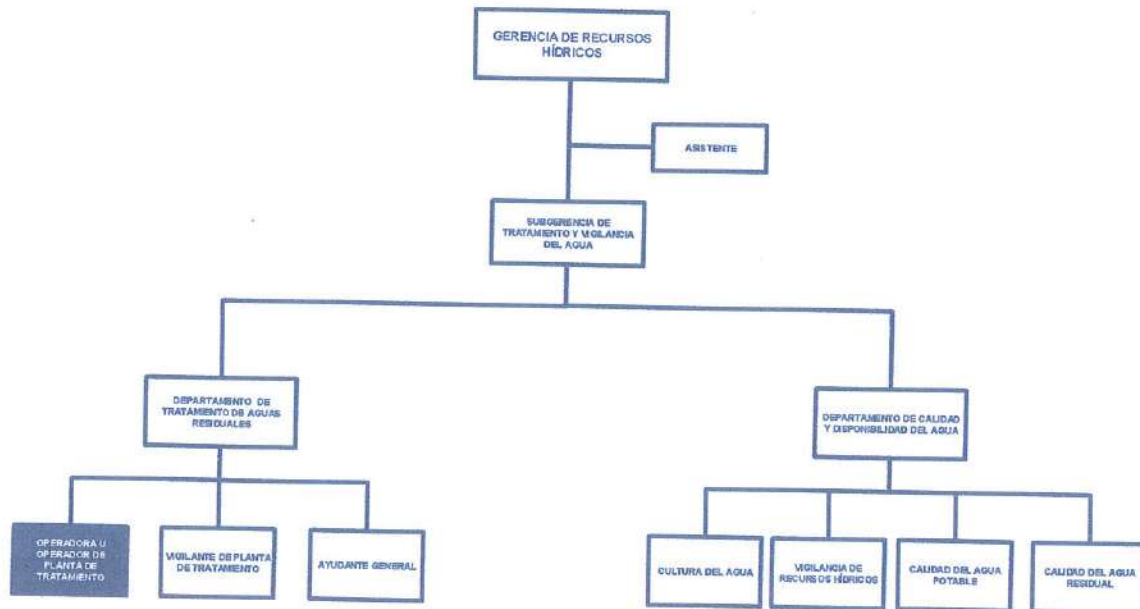 GERENCIA DE RECURSOS
HÍDRICOS
ASISTENTE
SUBGERENCIA DE
TRATAMIENTO Y VIGILANCIA
DEL AGUA
DEPARTAMENTO DE
TRATAMIENTO DE AGUAS
RESIDUALES
DEPARTAMENTO DE CALIDAD
Y DISPONIBILIDAD DEL AGUA
OPERADORA U
OPERADOR DE
PLANTA DE
TRATAMIENTO
VIGILANTE DE PLANTA
DE TRATAMIENTO
AYUDANTE GENERAL
CULTURA DEL AGUA
VIGILANCIA DE
RECURSOS HÍDRICOS
CALIDAD DEL AGUA
POTABLE
CALIDAD DEL AGUA
RESIDUAL